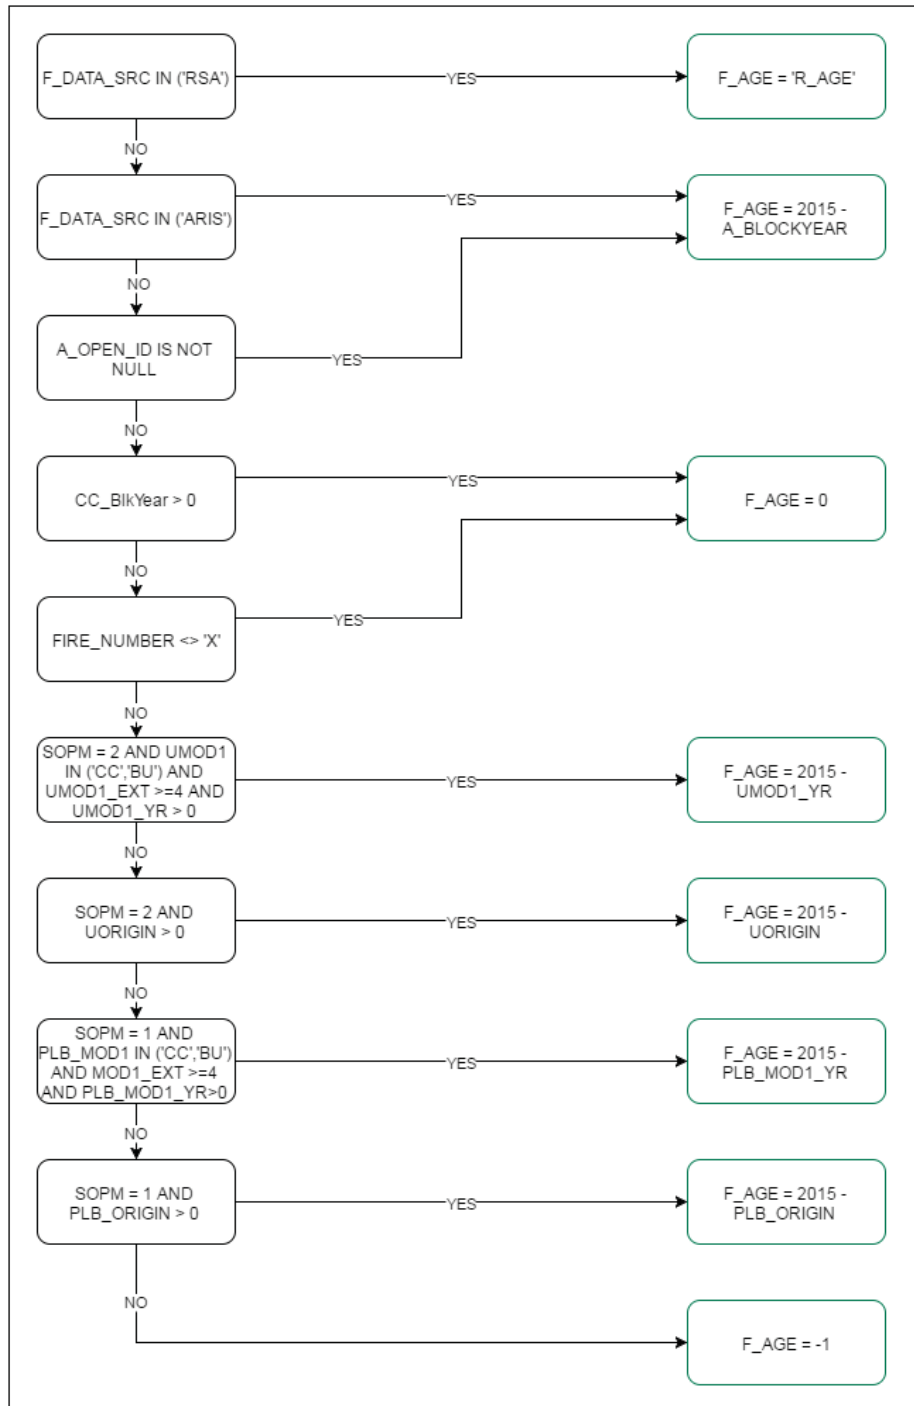 F_DATA_SRC IN ('RSA')
YES
F_AGE = 'R_AGE'
NO
F_DATA_SRC IN ('ARIS')
YES
F_AGE = 2015 -
A_BLOCKYEAR
NO
A_OPEN_ID IS NOT
NULL
YES
NO
CC_BlkYear > 0
YES
F_AGE = 0
NO
FIRE_NUMBER <> 'X'
YES
NO
SOPM = 2 AND UMOD1
IN ('CC','BU') AND
UMOD1_EXT >=4 AND
UMOD1_YR > 0
YES
F_AGE = 2015 -
UMOD1_YR
NO
SOPM = 2 AND
UORIGIN > 0
YES
F_AGE = 2015 -
UORIGIN
NO
SOPM = 1 AND
PLB_MOD1 IN ('CC','BU')
AND MOD1_EXT >=4
AND PLB_MOD1_YR>0
YES
F_AGE = 2015 -
PLB_MOD1_YR
NO
SOPM = 1 AND
PLB_ORIGIN > 0
YES
F_AGE = 2015 -
PLB_ORIGIN
NO
F_AGE = -1